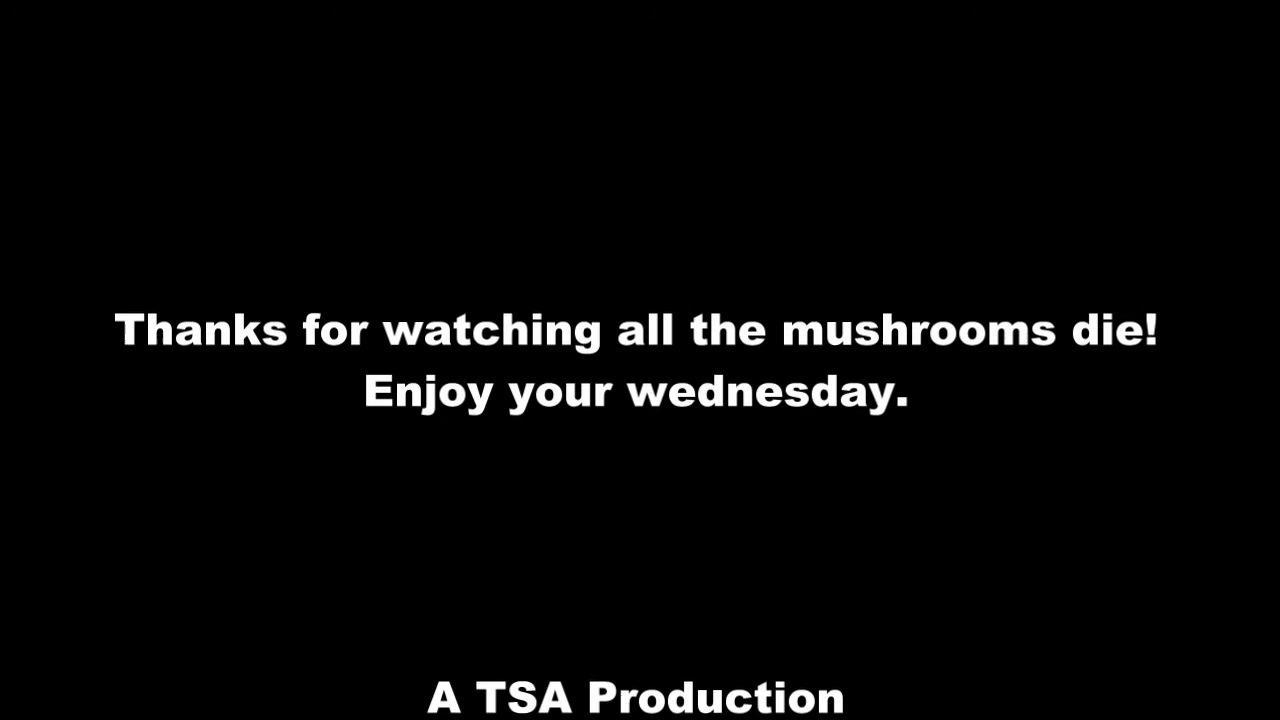 Thanks for watching all the mushrooms die!
Enjoy your wednesday.
A TSA Production